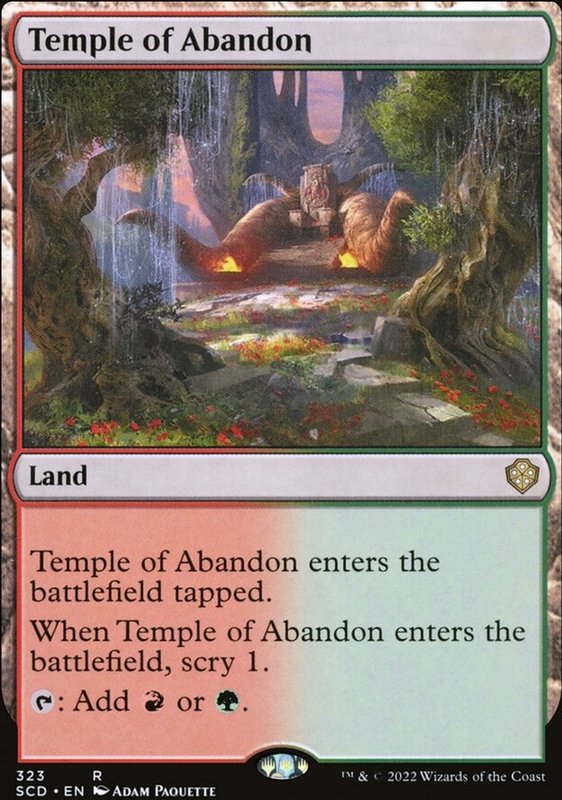 Temple of Abandon
Land
Temple of Abandon enters the
battlefield tapped.
When Temple of Abandon enters the
battlefield, scry 1.
: Add or .
323 R
SCD • EN Adam Paquette
™ & © 2022 Wizards of the Coast